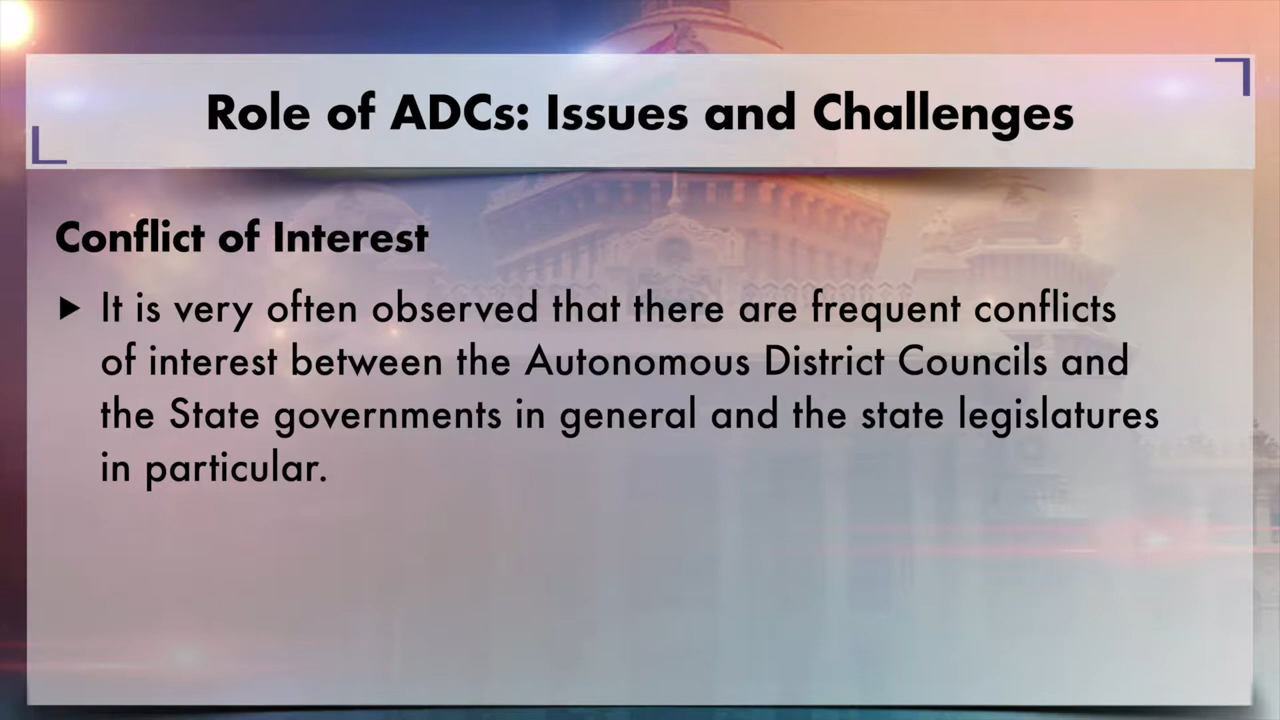 Role of ADCs: Issues and Challenges
Conflict of Interest
▶ It is very often observed that there are frequent conflicts
of interest between the Autonomous District Councils and
the State governments in general and the state legislatures
in particular.